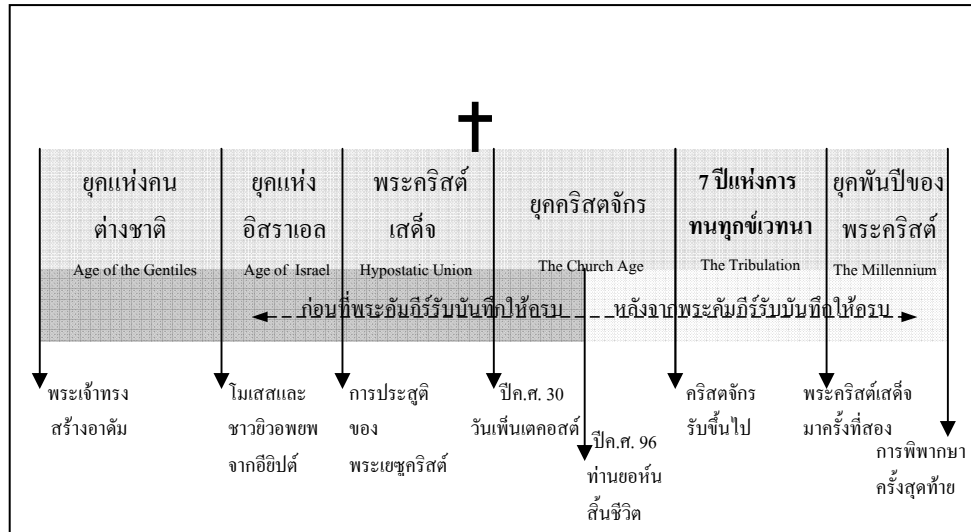 ยุคแห่งคน
ต่างชาติ
Age of the Gentiles
ยุคแห่ง
อิสราเอล
Age of Israel
พระคริสต์
เสด็จ
Hypostatic Union
ยุคคริสตจักร
The Church Age
7 ปีแห่งการ
ทนทุกข์เวทนา
The Tribulation
ยุคพันปีของ
พระคริสต์
The Millennium
ก่อนที่พระคัมภีร์รับบันทึกให้ครบ
หลังจากพระคัมภีร์รับบันทึกให้ครบ
พระเจ้าทรง
สร้างอาดัม
โมเสสและ
ชาวยิวอพยพ
จากอียิปต์
การประสูติ
ของ
พระเยซูคริสต์
ปีค.ศ. 30
วันเพ็นเตคอสต์
ปีค.ศ. 96
ท่านยอห์น
สิ้นชีวิต
คริสตจักร
รับขึ้นไป
พระคริสต์เสด็จ
มาครั้งที่สอง
การพิพากษา
ครั้งสุดท้าย